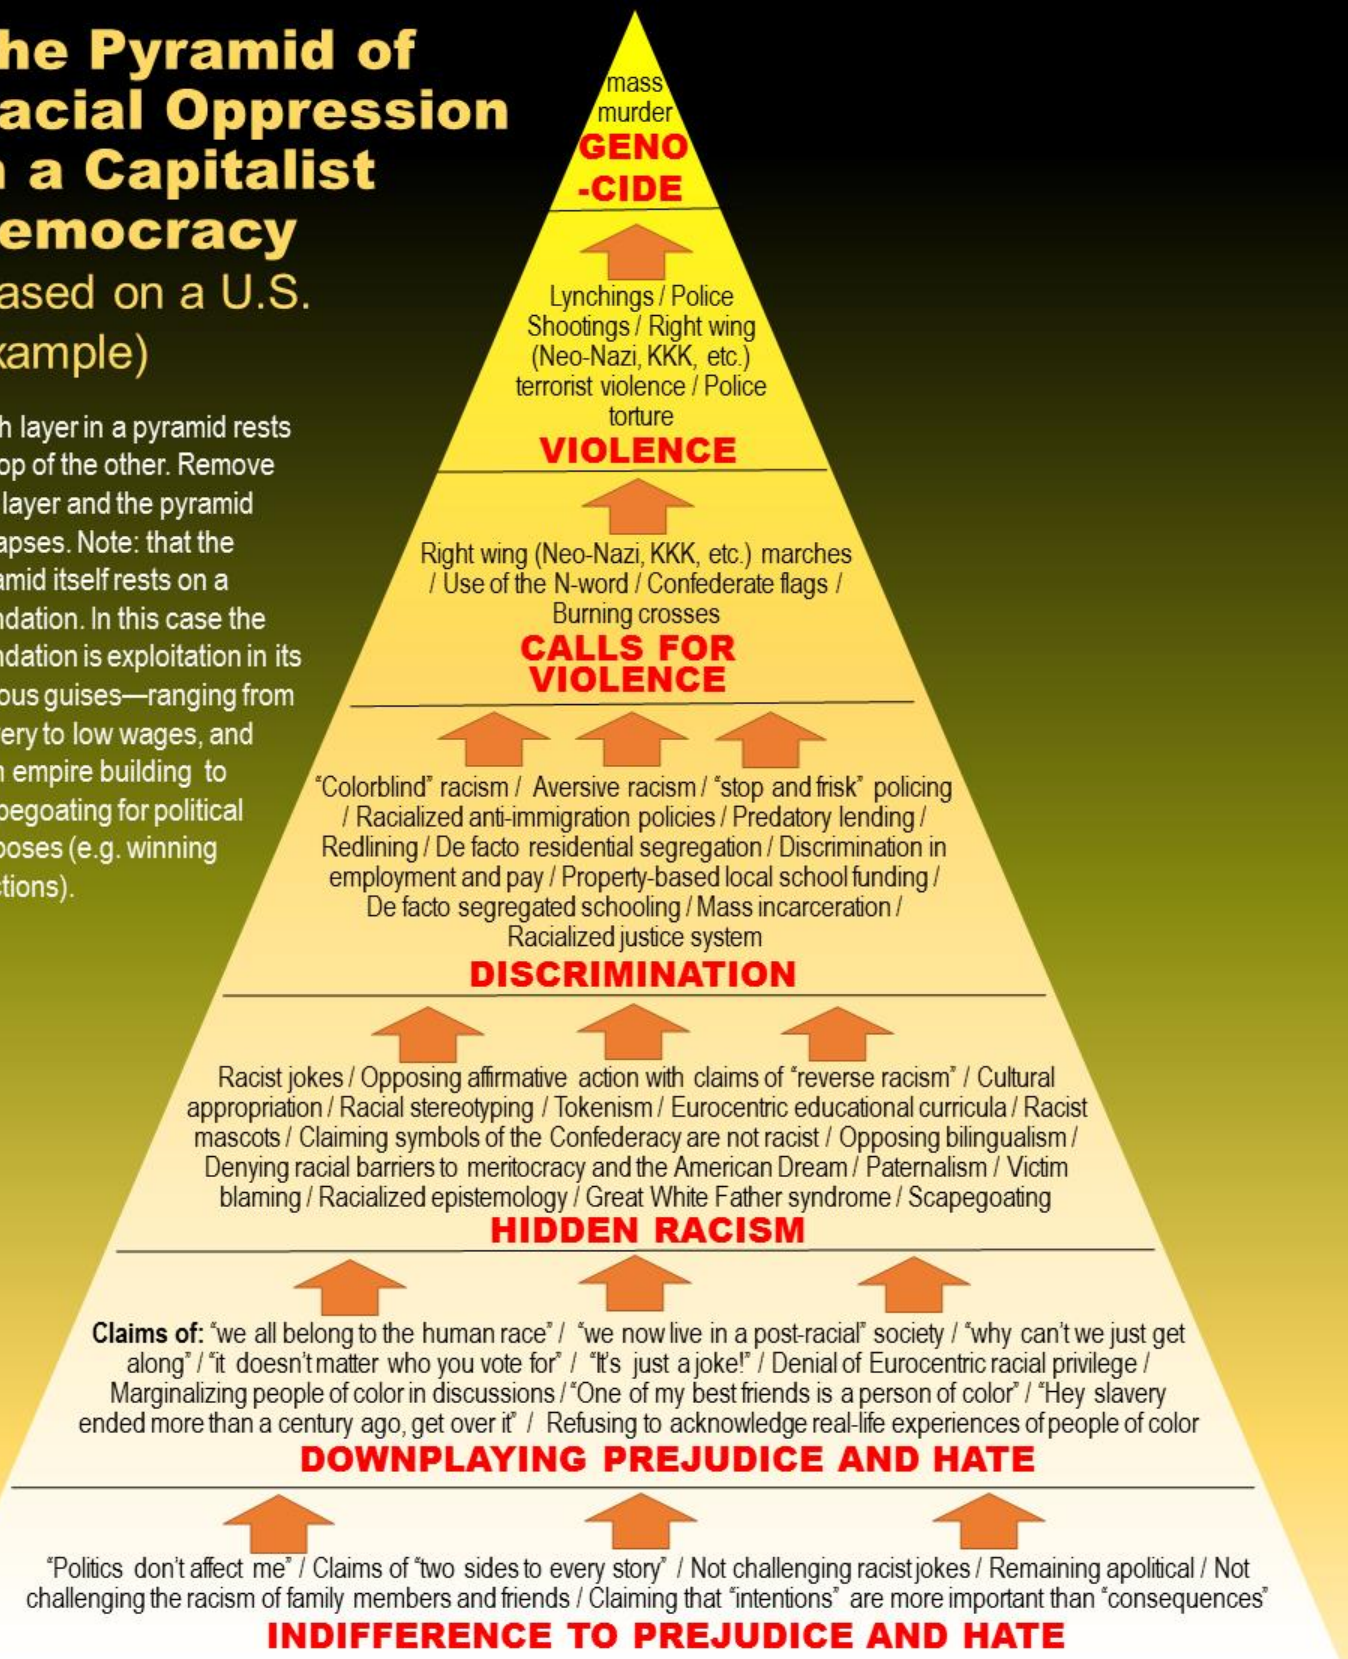 he Pyramid of
acial Oppression
a Capitalist
emocracy
ased on a U.S.
xample)
h layer in a pyramid rests
op of the other. Remove
layer and the pyramid
apses. Note: that the
amid itself rests on a
ndation. In this case the
ndation is exploitation in its
ous guises—ranging from
ery to low wages, and
n empire building to
pegoating for political
poses (e.g. winning
ctions).
mass
murder
GENO
-CIDE
Lynchings / Police
Shootings / Right wing
(Neo-Nazi, KKK, etc.)
terrorist violence / Police
torture
VIOLENCE
Right wing (Neo-Nazi, KKK, etc.) marches
/ Use of the N-word / Confederate flags /
Burning crosses
CALLS FOR
VIOLENCE
“Colorblind” racism / Aversive racism / “stop and frisk” policing
/ Racialized anti-immigration policies / Predatory lending /
Redlining / De facto residential segregation / Discrimination in
employment and pay / Property-based local school funding /
De facto segregated schooling / Mass incarceration /
Racialized justice system
DISCRIMINATION
Racist jokes / Opposing affirmative action with claims of “reverse racism” / Cultural
appropriation / Racial stereotyping / Tokenism / Eurocentric educational curricula / Racist
mascots / Claiming symbols of the Confederacy are not racist / Opposing bilingualism /
Denying racial barriers to meritocracy and the American Dream / Paternalism / Victim
blaming / Racialized epistemology / Great White Father syndrome / Scapegoating
HIDDEN RACISM
Claims of: “we all belong to the human race” / “we now live in a post-racial” society / “why can’t we just get
along” / “it doesn’t matter who you vote for” / “It’s just a joke!” / Denial of Eurocentric racial privilege /
Marginalizing people of color in discussions / “One of my best friends is a person of color” / “Hey slavery
ended more than a century ago, get over it” / Refusing to acknowledge real-life experiences of people of color
DOWNPLAYING PREJUDICE AND HATE
“Politics don’t affect me” / Claims of “two sides to every story” / Not challenging racist jokes / Remaining apolitical / Not
challenging the racism of family members and friends / Claiming that “intentions” are more important than “consequences”
INDIFFERENCE TO PREJUDICE AND HATE